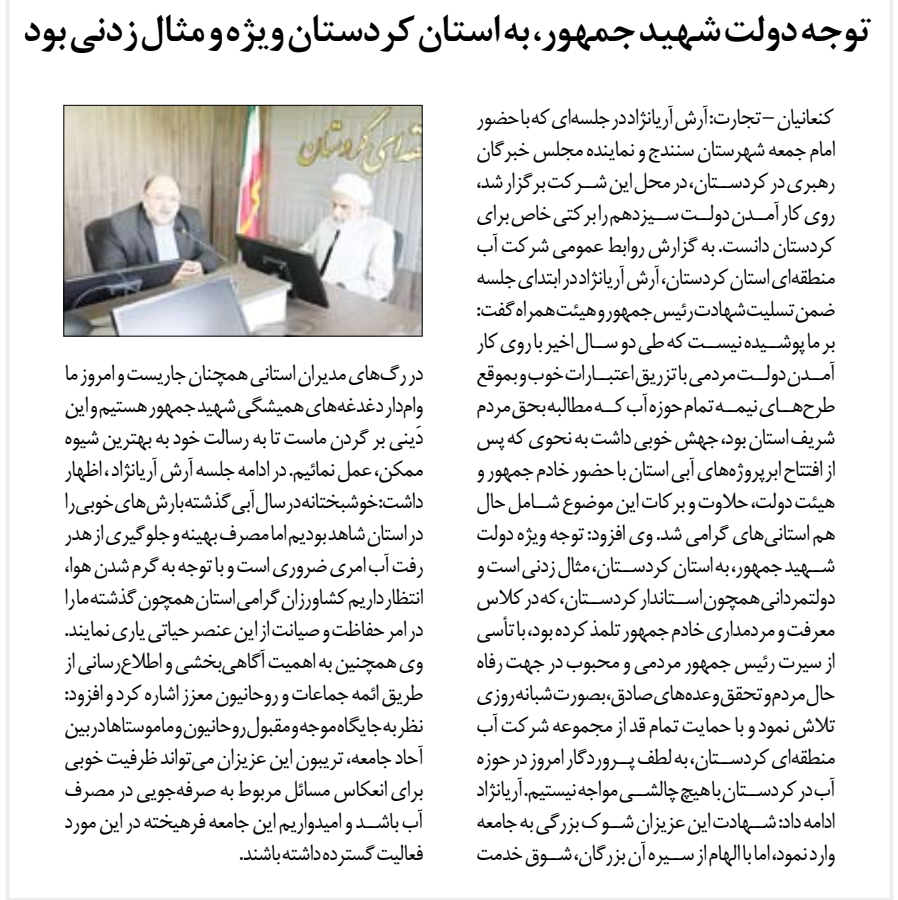 توجه دولت شهید جمهور، به استان کردستان ویژه و مثال زدنی بود
کنعانیان – تجارت: آرش آریانژاد در جلسه‌ای که با حضور
امام جمعه شهرستان سنندج و نماینده مجلس خبرگان
رهبری در کردستان، در محل این شرکت برگزار شد،
روی کار آمدن دولت سیزدهم را برکتی خاص برای
کردستان دانست. به گزارش روابط عمومی شرکت آب
منطقه‌ای استان کردستان، آرش آریانژاد در ابتدای جلسه
ضمن تسلیت شهادت رئیس جمهور و هیئت همراه گفت:
بر ما پوشیده نیست که طی دو سال اخیر با روی کار
آمدن دولت مردمی با تزریق اعتبارات خوب و بموقع
طرح‌های نیمه تمام حوزه آب که مطالبه بحق مردم
شریف استان بود، جهش خوبی داشت به نحوی که پس
از افتتاح ابرپروژه‌های آبی استان با حضور خادم جمهور و
هیئت دولت، حلاوت و برکات این موضوع شامل حال
هم استانی‌های گرامی شد. وی افزود: توجه ویژه دولت
شهید جمهور، به استان کردستان، مثال زدنی است و
دولتمردانی همچون استاندار کردستان، که در کلاس
معرفت و مردمداری خادم جمهور تلمذ کرده بود، با تأسی
از سیرت رئیس جمهور مردمی و محبوب در جهت رفاه
حال مردم و تحقق وعده‌های صادق، بصورت شبانه‌روزی
تلاش نمود و با حمایت تمام قد از مجموعه شرکت آب
منطقه‌ای کردستان، به لطف پروردگار امروز در حوزه
آب در کردستان با هیچ چالشی مواجه نیستیم. آریانژاد
ادامه داد: شهادت این عزیزان شوک بزرگی به جامعه
وارد نمود، اما با الهام از سیره آن بزرگان، شوق خدمت
قه‌ای کردستان
در رگ‌های مدیران استانی همچنان جاریست و امروز ما
وام‌دار دغدغه‌های همیشگی شهید جمهور هستیم و این
دَینی بر گردن ماست تا به رسالت خود به بهترین شیوه
ممکن، عمل نمائیم. در ادامه جلسه آرش آریانژاد، اظهار
داشت: خوشبختانه در سال آبی گذشته بارش‌های خوبی را
در استان شاهد بودیم اما مصرف بهینه و جلوگیری از هدر
رفت آب امری ضروری است و با توجه به گرم شدن هوا،
انتظار داریم کشاورزان گرامی استان همچون گذشته ما را
در امر حفاظت و صیانت از این عنصر حیاتی یاری نمایند.
وی همچنین به اهمیت آگاهی‌بخشی و اطلاع‌رسانی از
طریق ائمه جماعات و روحانیون معزز اشاره کرد و افزود:
نظر به جایگاه موجه و مقبول روحانیون و ماموستاها در بین
آحاد جامعه، تریبون این عزیزان می‌تواند ظرفیت خوبی
برای انعکاس مسائل مربوط به صرفه‌جویی در مصرف
آب باشد و امیدواریم این جامعه فرهیخته در این مورد
فعالیت گسترده داشته باشند.